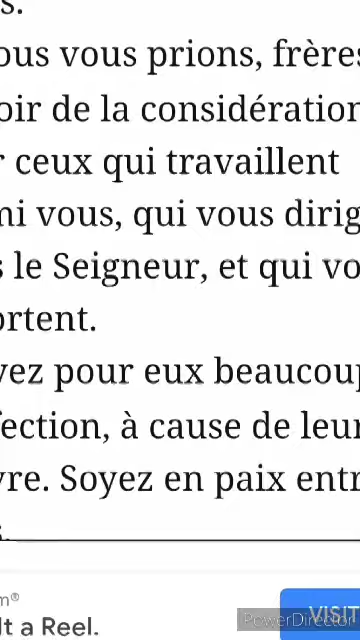 s.
ous vous prions, frères
oir de la considération
r ceux qui travaillent
mi vous, qui vous dirig
s le Seigneur, et qui vo
ortent.
yez pour eux beaucoup
fection, à cause de leur
vre. Soyez en paix entr
s.
m®
lt a Reel.
VISIT
PowerDirector